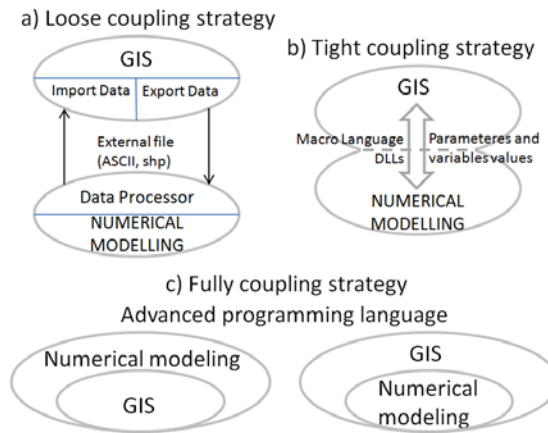 a) Loose coupling strategy
GIS
Import Data
Export Data
External file
(ASCII, shp)
Data Processor
NUMERICAL
MODELLING
b) Tight coupling strategy
GIS
Macro Language
DLLs
Parameteres and
variables values
NUMERICAL
MODELLING
c) Fully coupling strategy
Advanced programming language
Numerical modeling
GIS
GIS
Numerical
modeling